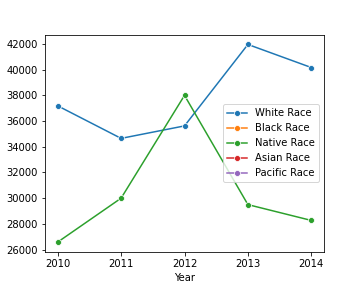 42000
40000
38000
36000
34000
32000
30000
28000
26000
White Race
Black Race
Native Race
Asian Race
Pacific Race
2010 2011 2012 2013 2014
Year